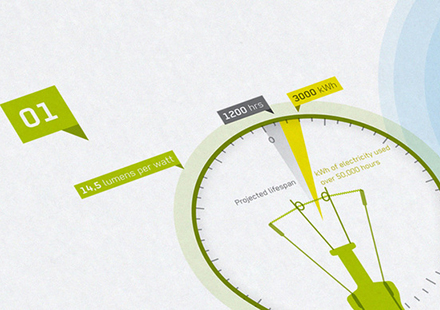 01
1200 hrs
3000 kWh
14.5 lumens per watt
0
Projected lifespan
kWh of electricity used
over 50,000 hours